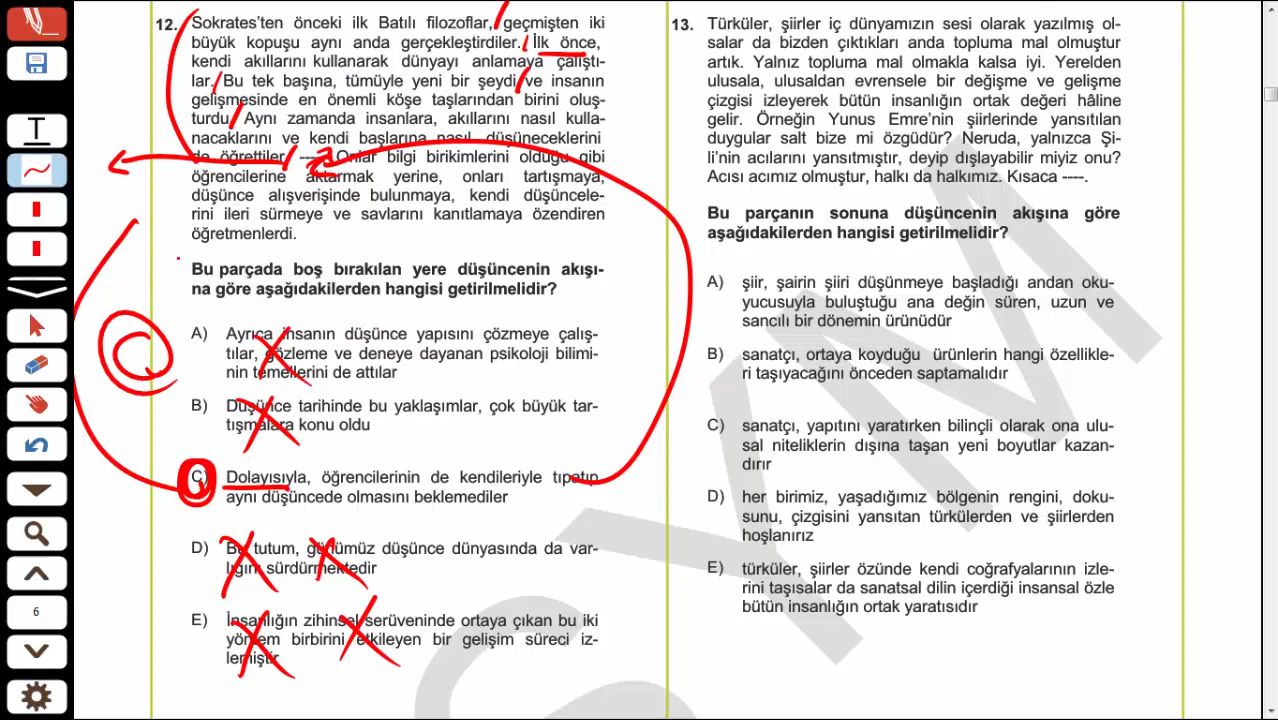 12. Sokrates'ten önceki ilk Batılı filozoflar, geçmişten iki
büyük kopuşu aynı anda gerçekleştirdiler. İlk önce,
kendi akıllarını kullanarak dünyayı anlamaya çalıştı-
lar. Bu tek başına, tümüyle yeni bir şeydi ve insanın
gelişmesinde en önemli köşe taşlarından birini oluş-
turdu. Aynı zamanda insanlara, akıllarını nasıl kulla-
nacaklarını ve kendi başlarına nasıl düşüneceklerini
de öğrettiler. ---- Onlar bilgi birikimlerini olduğu gibi
öğrencilerine aktarmak yerine, onları tartışmaya,
düşünce alışverişinde bulunmaya, kendi düşüncele-
rini ileri sürmeye ve savlarını kanıtlamaya özendiren
öğretmenlerdi.
Bu parçada boş bırakılan yere düşüncenin akışı-
na göre aşağıdakilerden hangisi getirilmelidir?
A) Ayrıca insanın düşünce yapısını çözmeye çalış-
tılar, gözleme ve deneye dayanan psikoloji bilimi-
nin temellerini de attılar
B) Düşünce tarihinde bu yaklaşımlar, çok büyük tar-
tışmalara konu oldu
C) Dolayısıyla, öğrencilerinin de kendileriyle tıpatıp
aynı düşüncede olmasını beklemediler
D) Bu tutum, günümüz düşünce dünyasında da var-
lığını sürdürmektedir
E) İnsanlığın zihinsel serüveninde ortaya çıkan bu iki
yöntem birbirini etkileyen bir gelişim süreci iz-
lemiştir
13. Türküler, şiirler iç dünyamızın sesi olarak yazılmış ol-
salar da bizden çıktıkları anda topluma mal olmuştur
artık. Yalnız topluma mal olmakla kalsa iyi. Yerelden
ulusala, ulusaldan evrensele bir değişme ve gelişme
çizgisi izleyerek bütün insanlığın ortak değeri hâline
gelir. Örneğin Yunus Emre'nin şiirlerinde yansıtılan
duygular salt bize mi özgüdür? Neruda, yalnızca Şi-
li'nin acılarını yansıtmıştır, deyip dışlayabilir miyiz onu?
Acısı acımız olmuştur, halkı da halkımız. Kısaca ----.
Bu parçanın sonuna düşüncenin akışına göre
aşağıdakilerden hangisi getirilmelidir?
A) şiir, şairin şiiri düşünmeye başladığı andan oku-
yucusuyla buluştuğu ana değin süren, uzun ve
sancılı bir dönemin ürünüdür
B) sanatçı, ortaya koyduğu ürünlerin hangi özellikle-
ri taşıyacağını önceden saptamalıdır
C) sanatçı, yapıtını yaratırken bilinçli olarak ona ulu-
sal niteliklerin dışına taşan yeni boyutlar kazan-
dırır
D) her birimiz, yaşadığımız bölgenin rengini, doku-
sunu, çizgisini yansıtan türkülerden ve şiirlerden
hoşlanırız
E) türküler, şiirler özünde kendi coğrafyalarının izle-
rini taşısalar da sanatsal dilin içerdiği insansal özle
bütün insanlığın ortak yaratısıdır
T
6
SYM